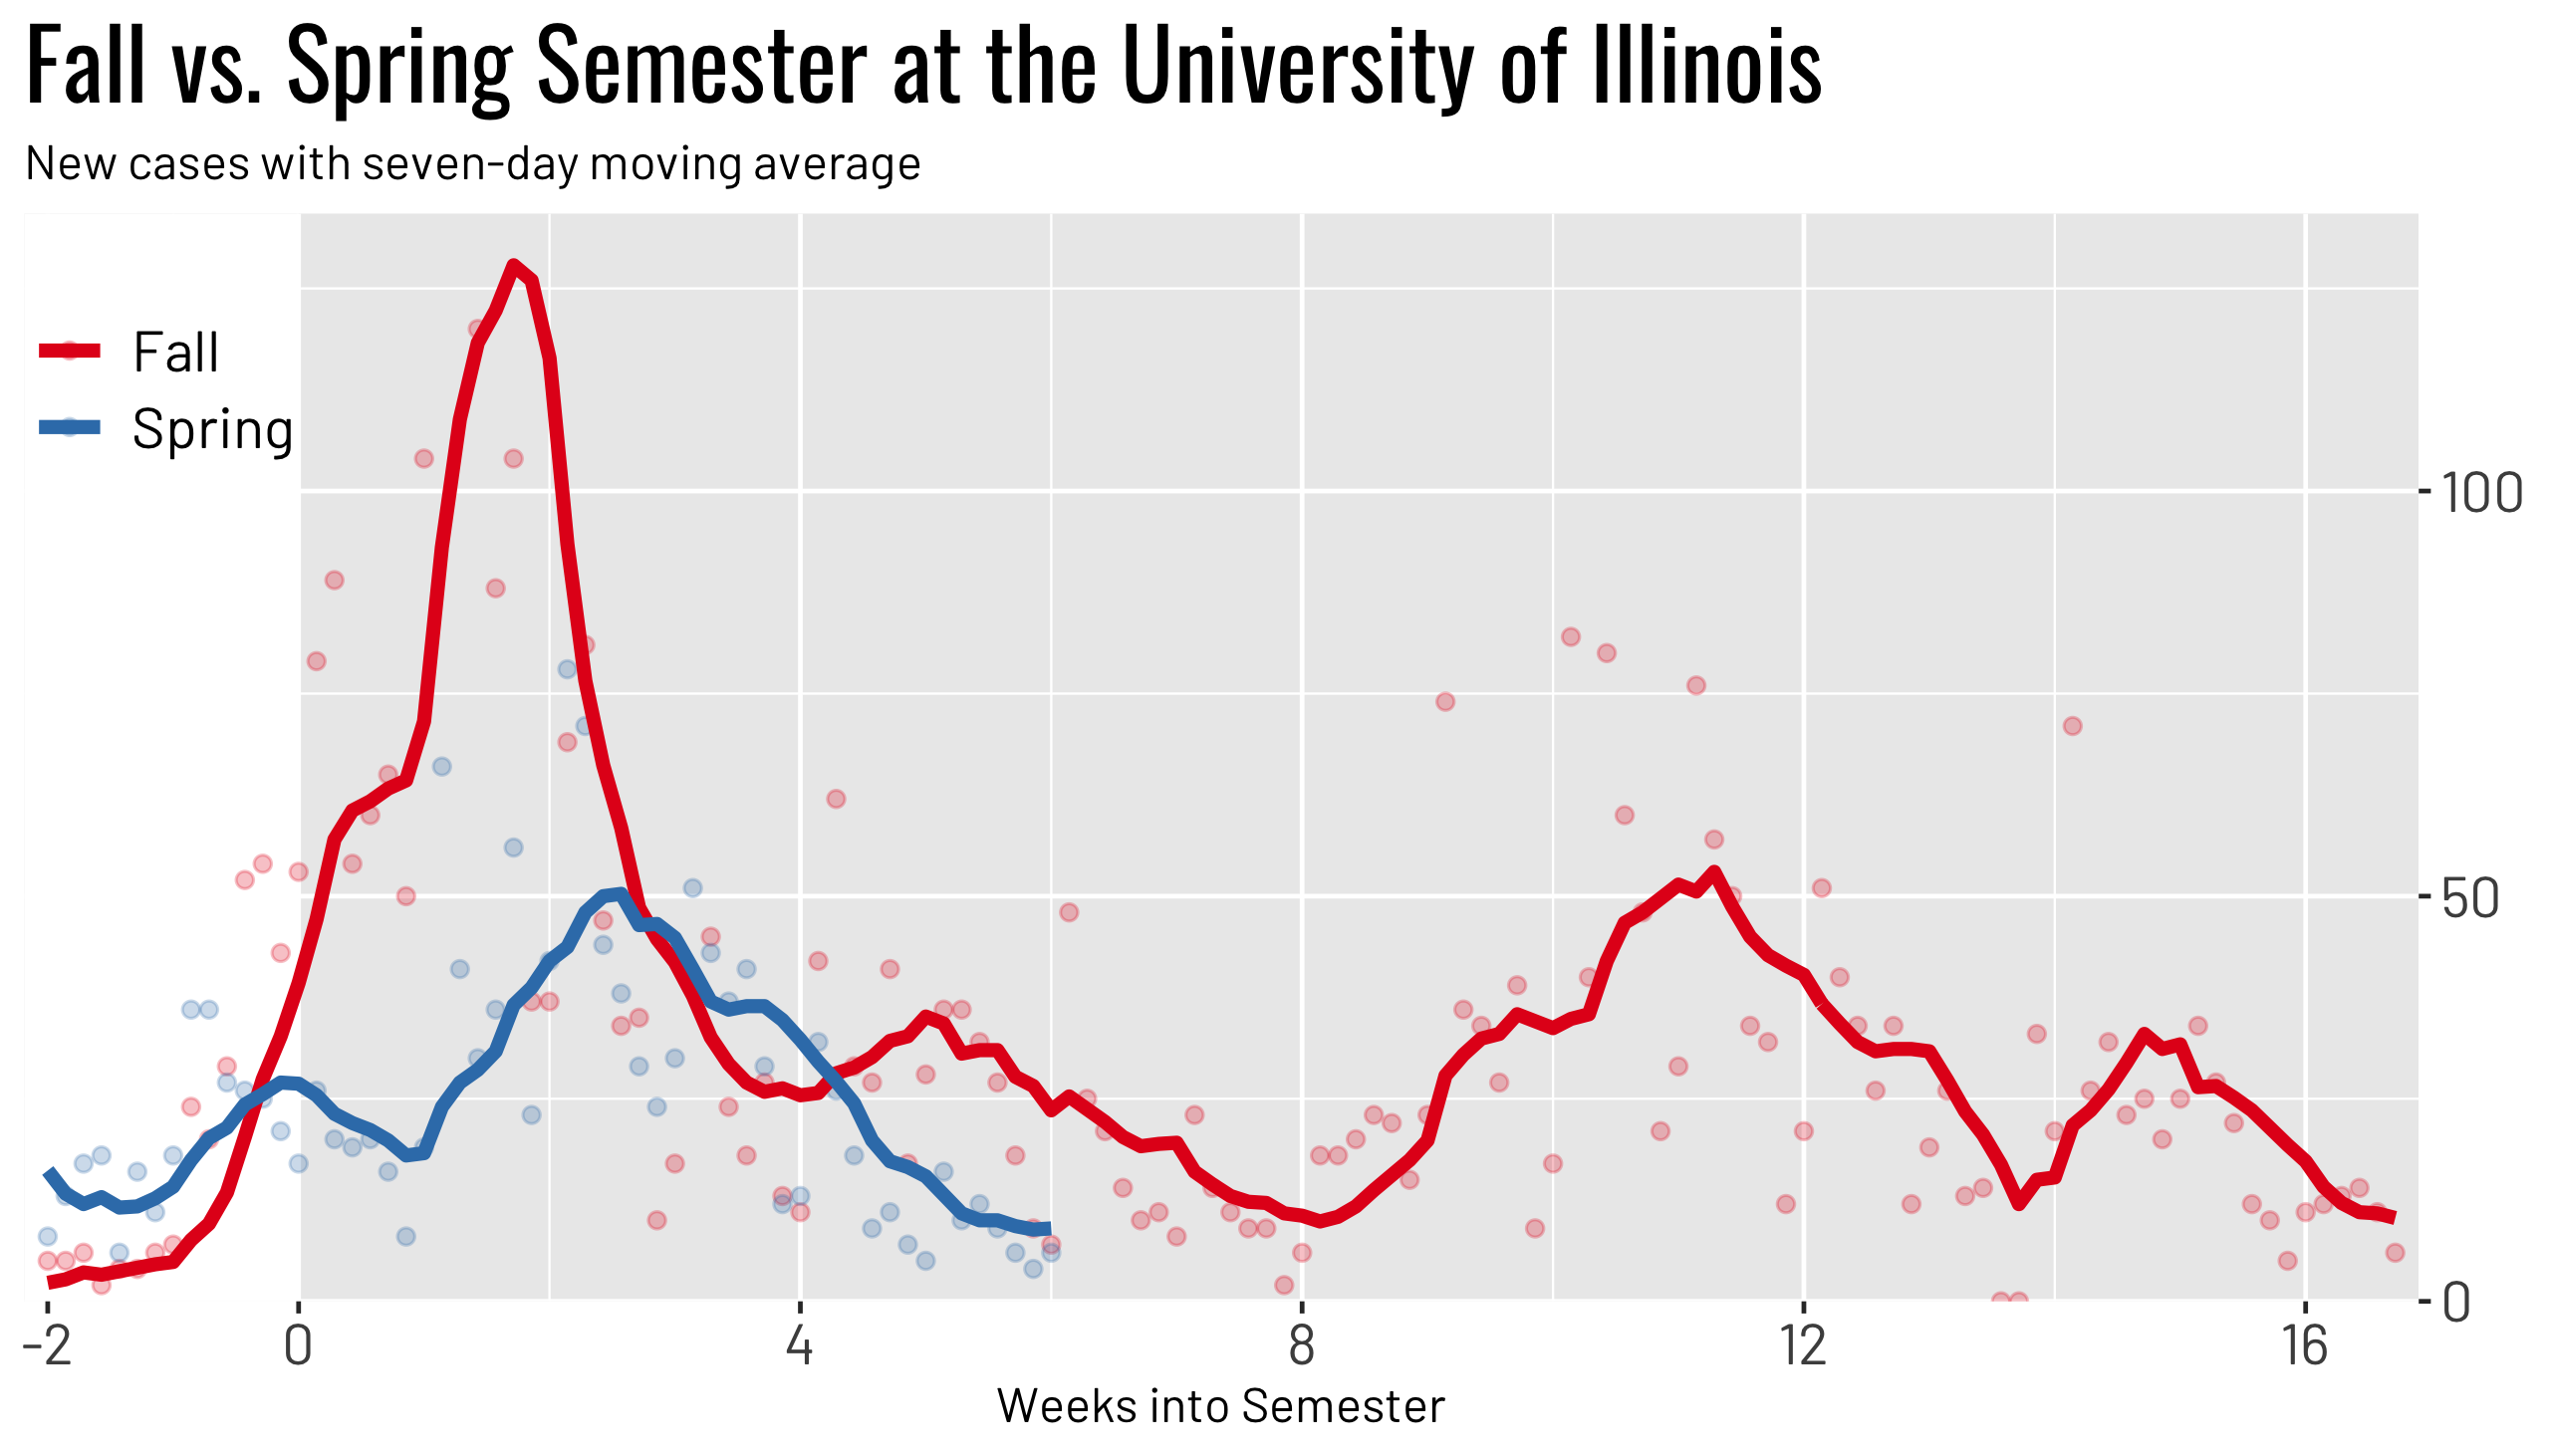 Fall vs. Spring Semester at the University of Illinois
New cases with seven-day moving average
Fall
Spring
100
50
0
-2 0 4 8 12 16
Weeks into Semester